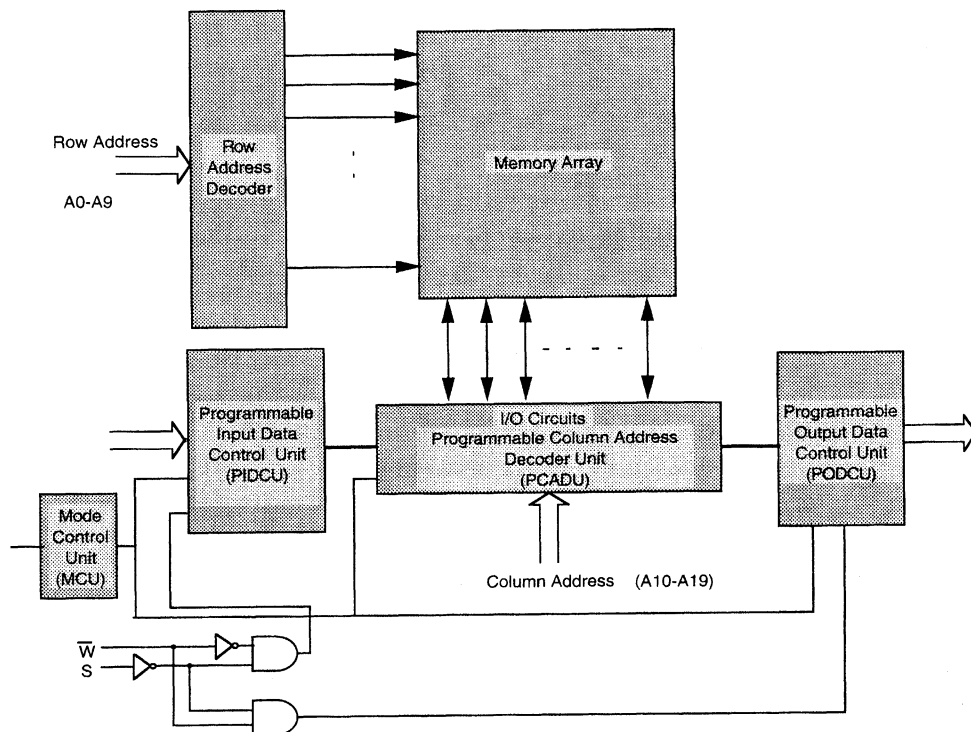 Row Address
A0-A9
Row
Address
Decoder
Memory Array
Programmable
Input Data
Control Unit
(PIDCU)
I/O Circuits
Programmable Column Address
Decoder Unit
(PCADU)
Programmable
Output Data
Control Unit
(PODCU)
Mode
Control
Unit
(MCU)
Column Address (A10-A19)
W̅
S̅